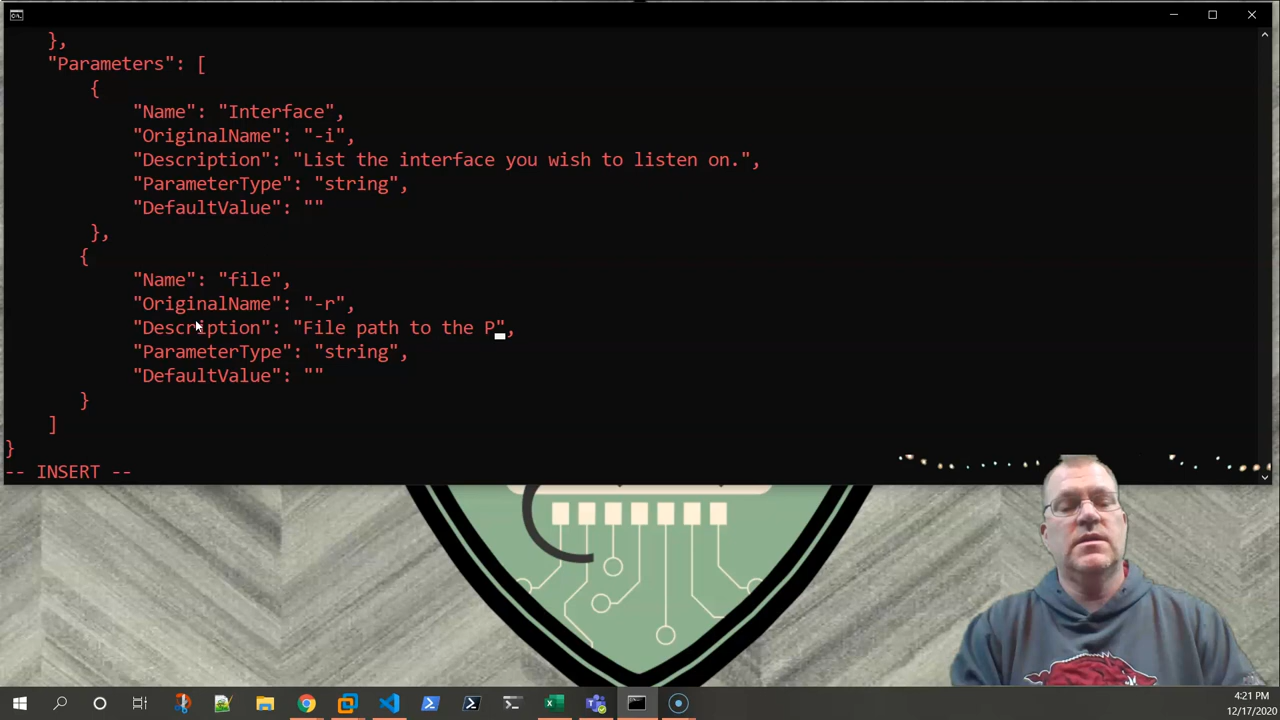 },
"Parameters": [
{
"Name": "Interface",
"OriginalName": "-i",
"Description": "List the interface you wish to listen on.",
"ParameterType": "string",
"DefaultValue": ""
},
{
"Name": "file",
"OriginalName": "-r",
"Description": "File path to the P",
"ParameterType": "string",
"DefaultValue": ""
}
]
}
-- INSERT --
4:21 PM
12/17/2020